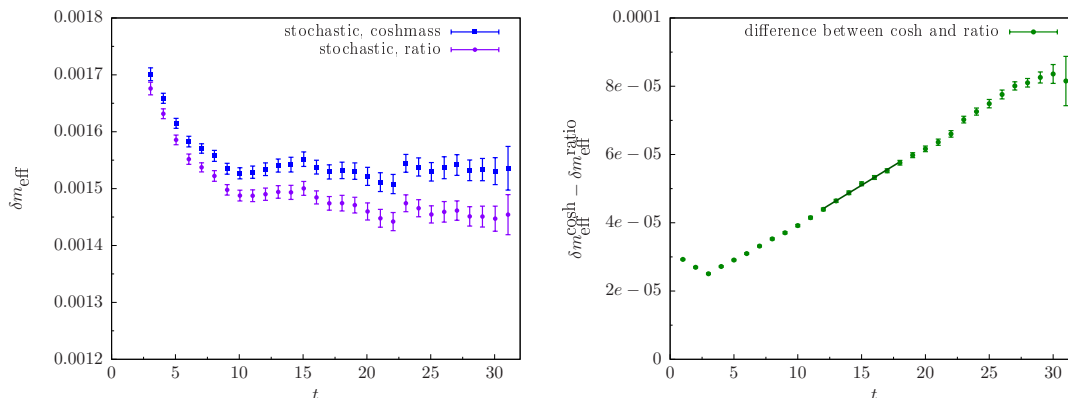 0.0018
0.0017
0.0016
0.0015
0.0014
0.0013
0.0012
0 5 10 15 20 25 30
δm_eff
t
stochastic, coshmass
stochastic, ratio
0.0001
8e − 05
6e − 05
4e − 05
2e − 05
0
0 5 10 15 20 25 30
δm_eff^cosh − δm_eff^ratio
t
difference between cosh and ratio